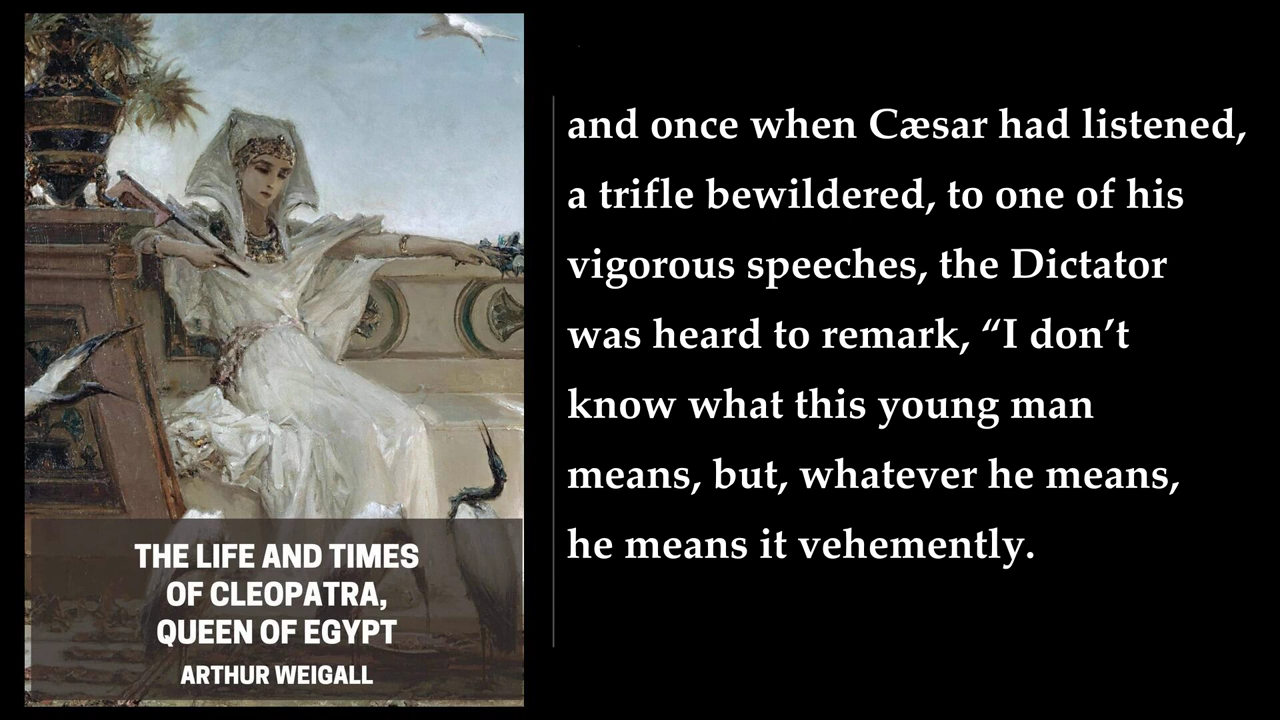 THE LIFE AND TIMES
OF CLEOPATRA,
QUEEN OF EGYPT
ARTHUR WEIGALL
and once when Cæsar had listened,
a trifle bewildered, to one of his
vigorous speeches, the Dictator
was heard to remark, “I don’t
know what this young man
means, but, whatever he means,
he means it vehemently.